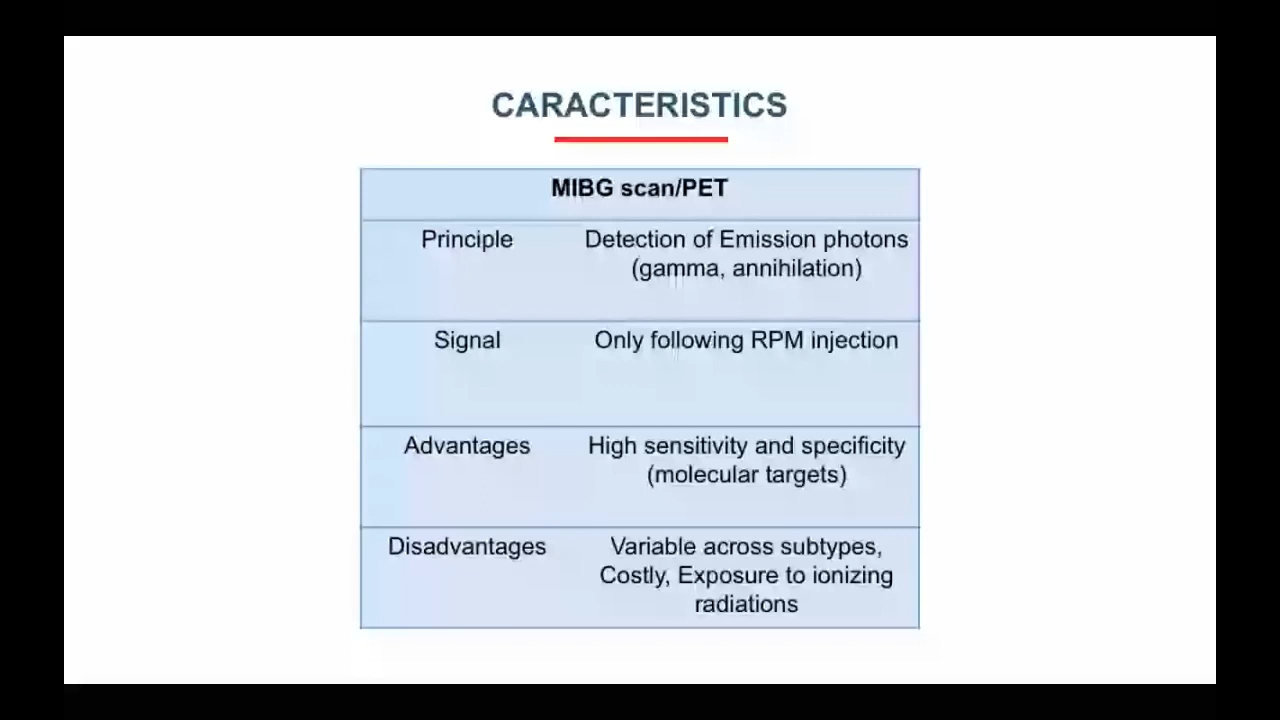 CARACTERISTICS
MIBG scan/PET
Principle
Detection of Emission photons
(gamma, annihilation)
Signal
Only following RPM injection
Advantages
High sensitivity and specificity
(molecular targets)
Disadvantages
Variable across subtypes,
Costly, Exposure to ionizing
radiations